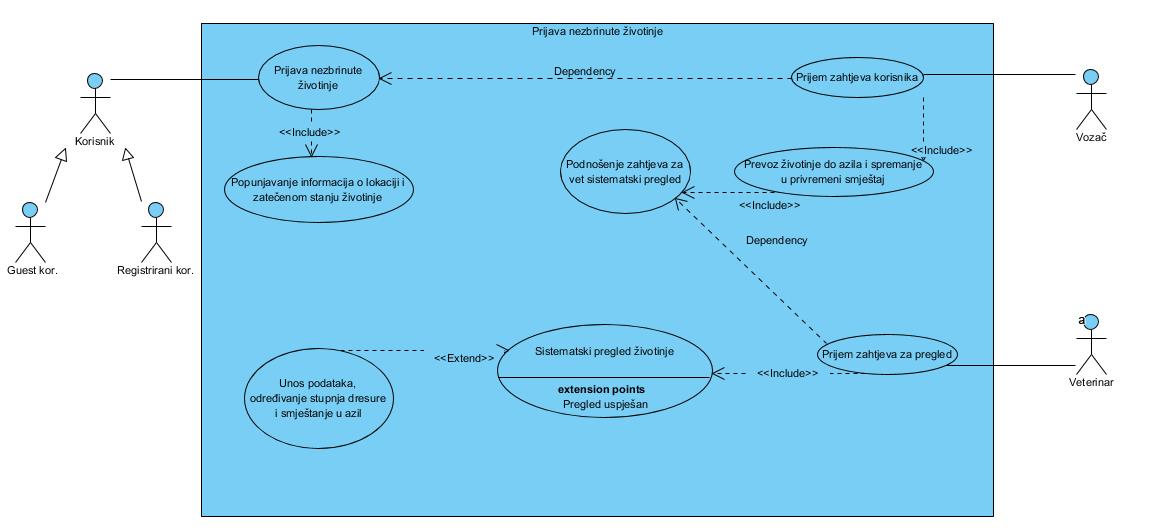 Prijava nezbrinute životinje
Prijava nezbrinute
životinje
Dependency
Prijem zahtjeva korisnika
Korisnik
Vozač
<<Include>>
<<Include>>
Popunjavanje informacija o lokaciji i
zatečenom stanju životinje
Podnošenje zahtjeva za
vet sistematski pregled
Prevoz životinje do azila i spremanje
u privremeni smještaj
<<Include>>
Guest kor.
Registrirani kor.
Dependency
a
Sistematski pregled životinje
<<Extend>>
extension points
Pregled uspješan
Prijem zahtjeva za pregled
<<Include>>
Veterinar
Unos podataka,
određivanje stupnja dresure
i smještanje u azil